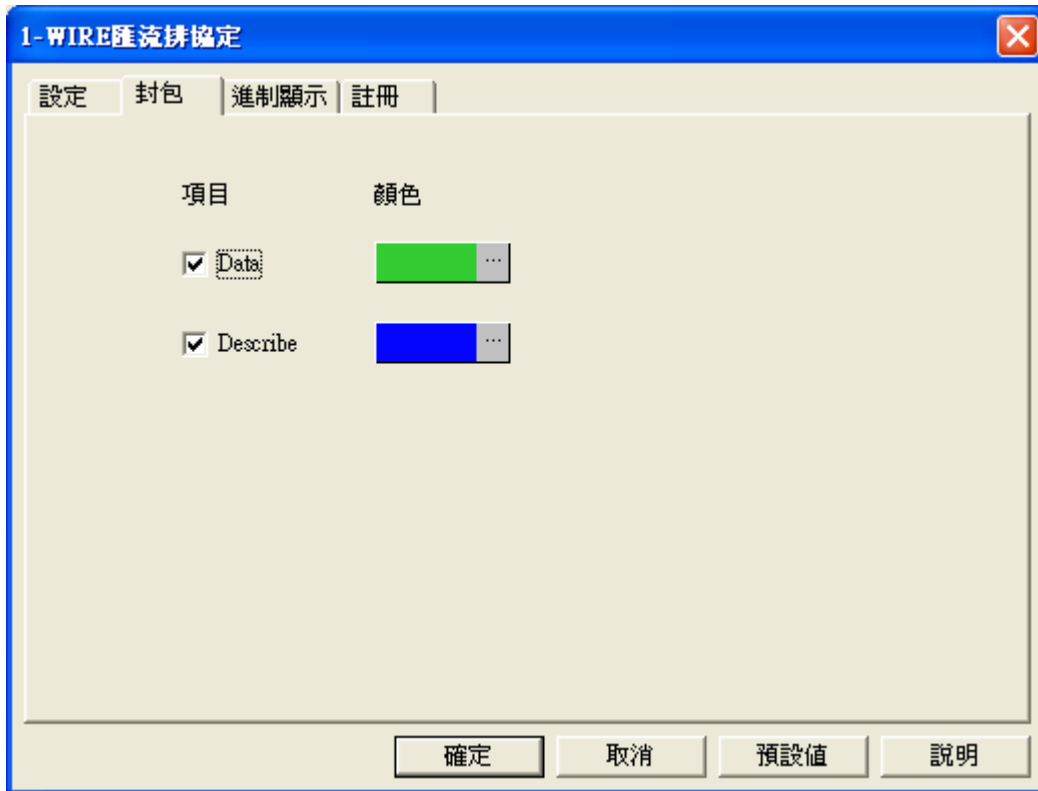 1-WIRE匯流排協定
設定 封包 進制顯示 註冊
項目 顏色
Data ...
Describe ...
確定 取消 預設值 說明